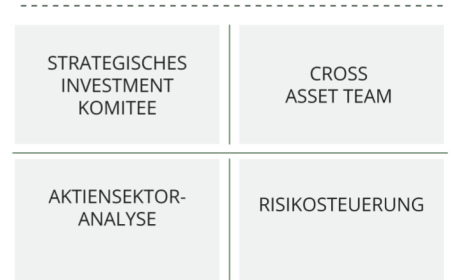 STRATEGISCHES
INVESTMENT
KOMITEE
CROSS
ASSET TEAM
AKTIENSEKTOR-
ANALYSE
RISIKOSTEUERUNG